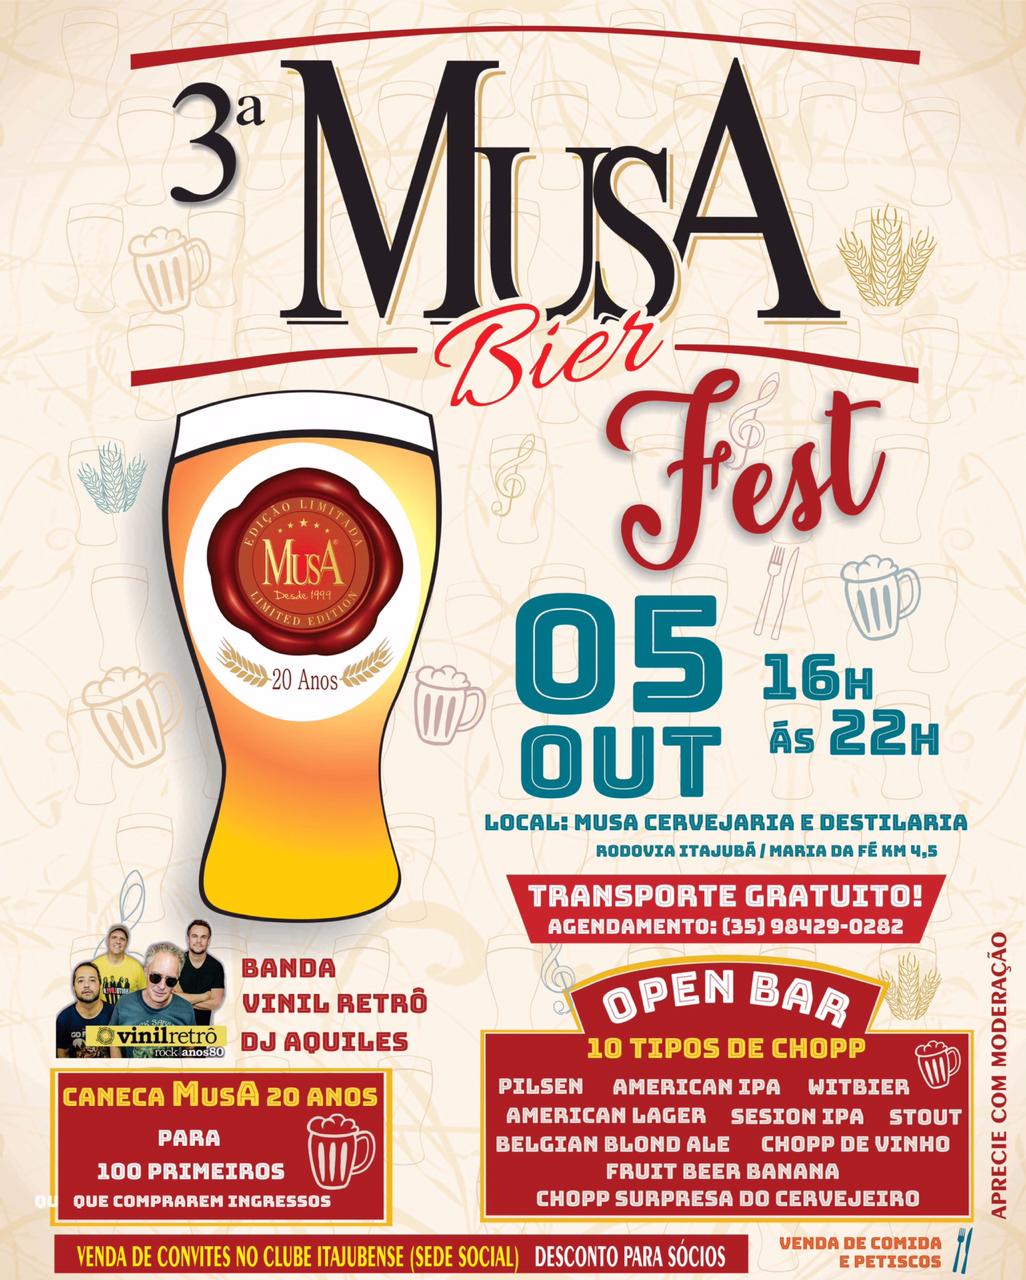 3ª MUSA
Bier
Fest
EDIÇÃO LIMITADA
MUSA
Desde 1999
LIMITED EDITION
20 Anos
05
OUT
16H
ÁS 22H
LOCAL: MUSA CERVEJARIA E DESTILARIA
RODOVIA ITAJUBÁ / MARIA DA FÉ KM 4,5
TRANSPORTE GRATUITO!
AGENDAMENTO: (35) 98429-0282
BANDA
VINIL RETRÔ
DJ AQUILES
vinilretrô
rock|anos80
OPEN BAR
10 TIPOS DE CHOPP
PILSEN AMERICAN IPA WITBIER
AMERICAN LAGER SESION IPA STOUT
BELGIAN BLOND ALE CHOPP DE VINHO
FRUIT BEER BANANA
CHOPP SURPRESA DO CERVEJEIRO
CANECA MUSA 20 ANOS
PARA
100 PRIMEIROS
QU QUE COMPRAREM INGRESSOS
APRECIE COM MODERAÇÃO
VENDA DE CONVITES NO CLUBE ITAJUBENSE (SEDE SOCIAL) DESCONTO PARA SÓCIOS
VENDA DE COMIDA
E PETISCOS